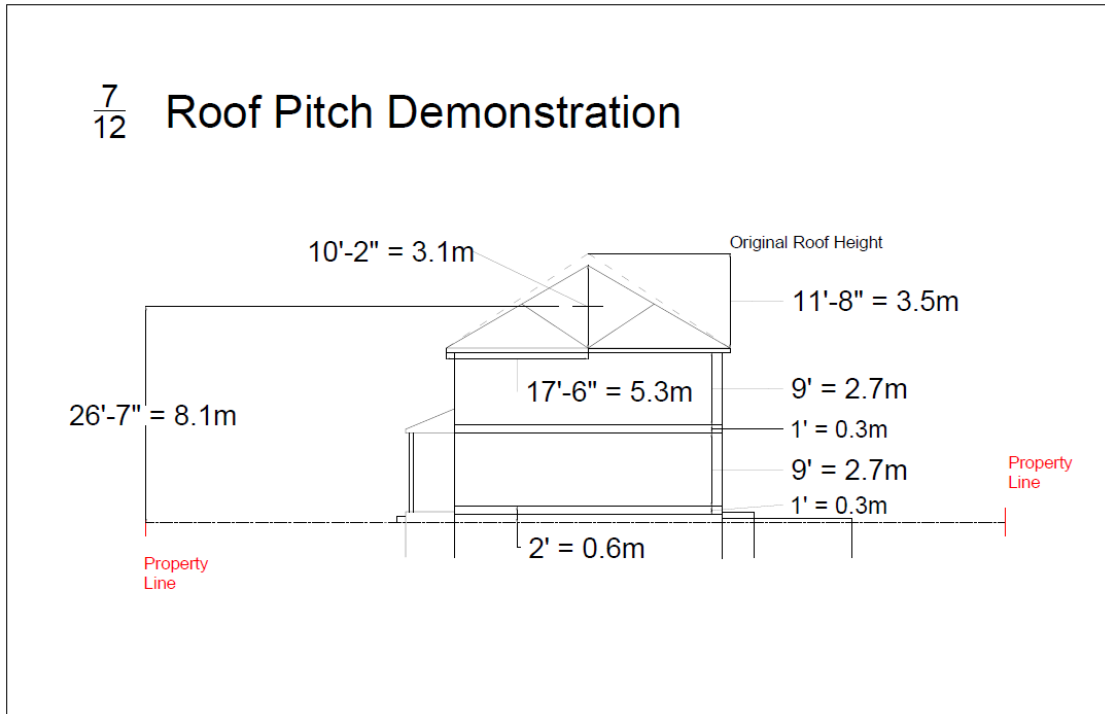 7
12
Roof Pitch Demonstration
Original Roof Height
10'-2" = 3.1m
11'-8" = 3.5m
17'-6" = 5.3m
9' = 2.7m
26'-7" = 8.1m
1' = 0.3m
9' = 2.7m
Property
Line
1' = 0.3m
2' = 0.6m
Property
Line